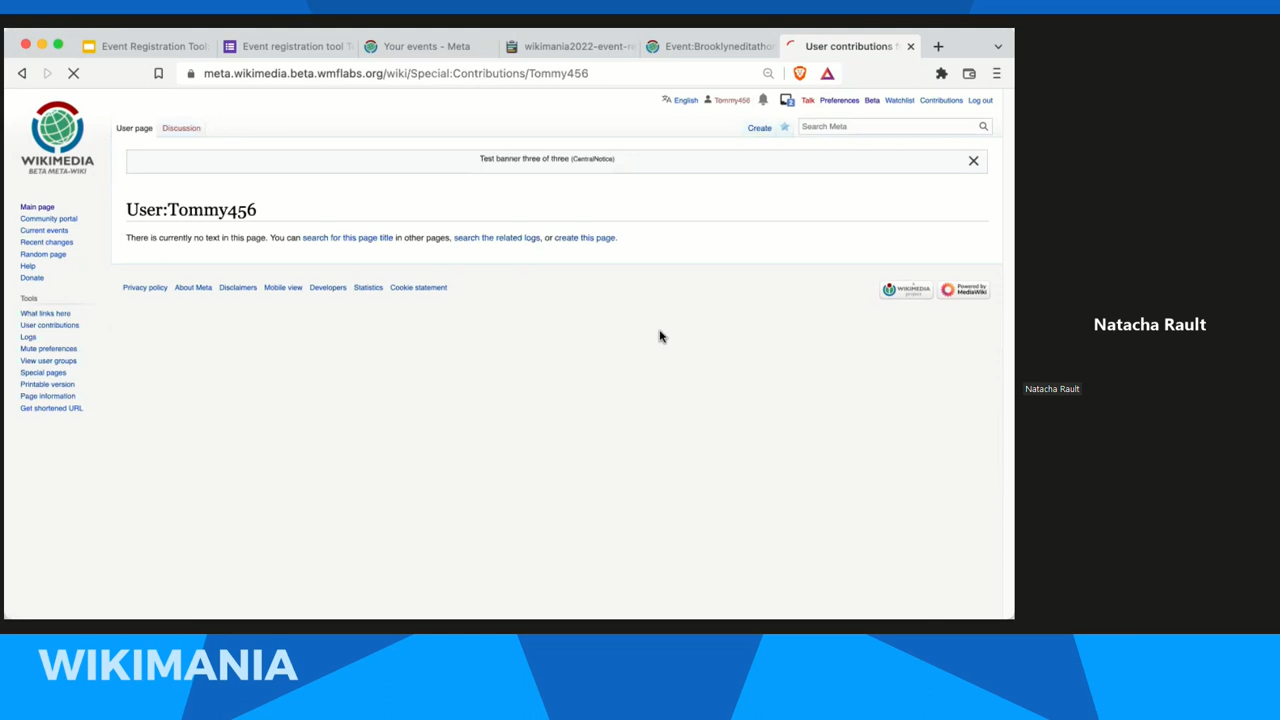 Event Registration Tool:
Event registration tool T
Your events - Meta
wikimania2022-event-re
Event:Brooklyneditathon
User contributions f
meta.wikimedia.beta.wmflabs.org/wiki/Special:Contributions/Tommy456
English Tommy456 Talk Preferences Beta Watchlist Contributions Log out
User page Discussion Create Search Meta
WIKIMEDIA
BETA META-WIKI
Test banner three of three (CentralNotice)
User:Tommy456
There is currently no text in this page. You can search for this page title in other pages, search the related logs, or create this page.
Main page
Community portal
Current events
Recent changes
Random page
Help
Donate
Tools
What links here
User contributions
Logs
Mute preferences
View user groups
Special pages
Printable version
Page information
Get shortened URL
Privacy policy About Meta Disclaimers Mobile view Developers Statistics Cookie statement
A
WIKIMEDIA
project
Powered by
MediaWiki
Natacha Rault
Natacha Rault
WIKIMANIA